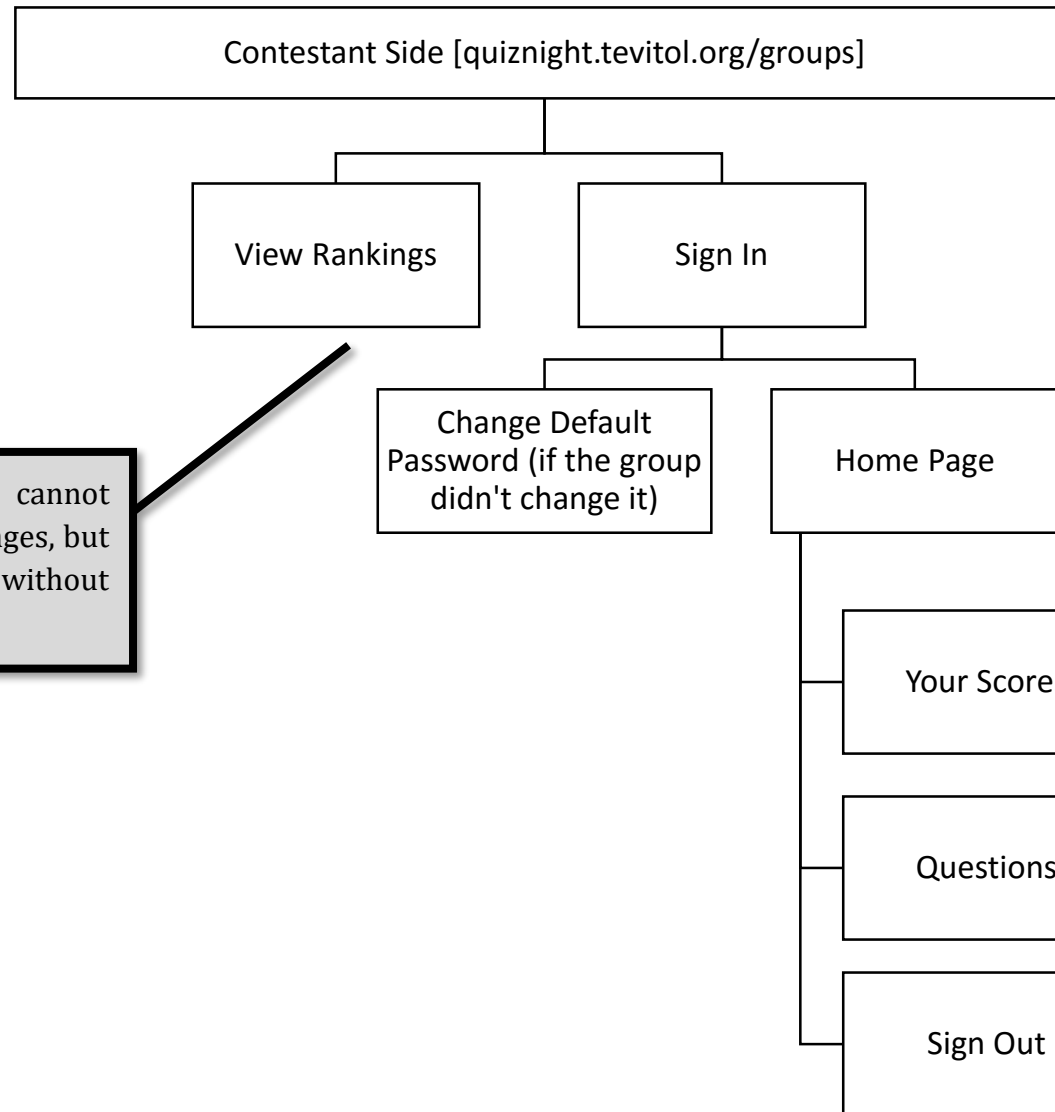 Contestant Side [quiznight.tevitol.org/groups]
View Rankings
Sign In
Change Default
Password (if the group
didn't change it)
Home Page
cannot
but
without
Your Score
Questions
Sign Out